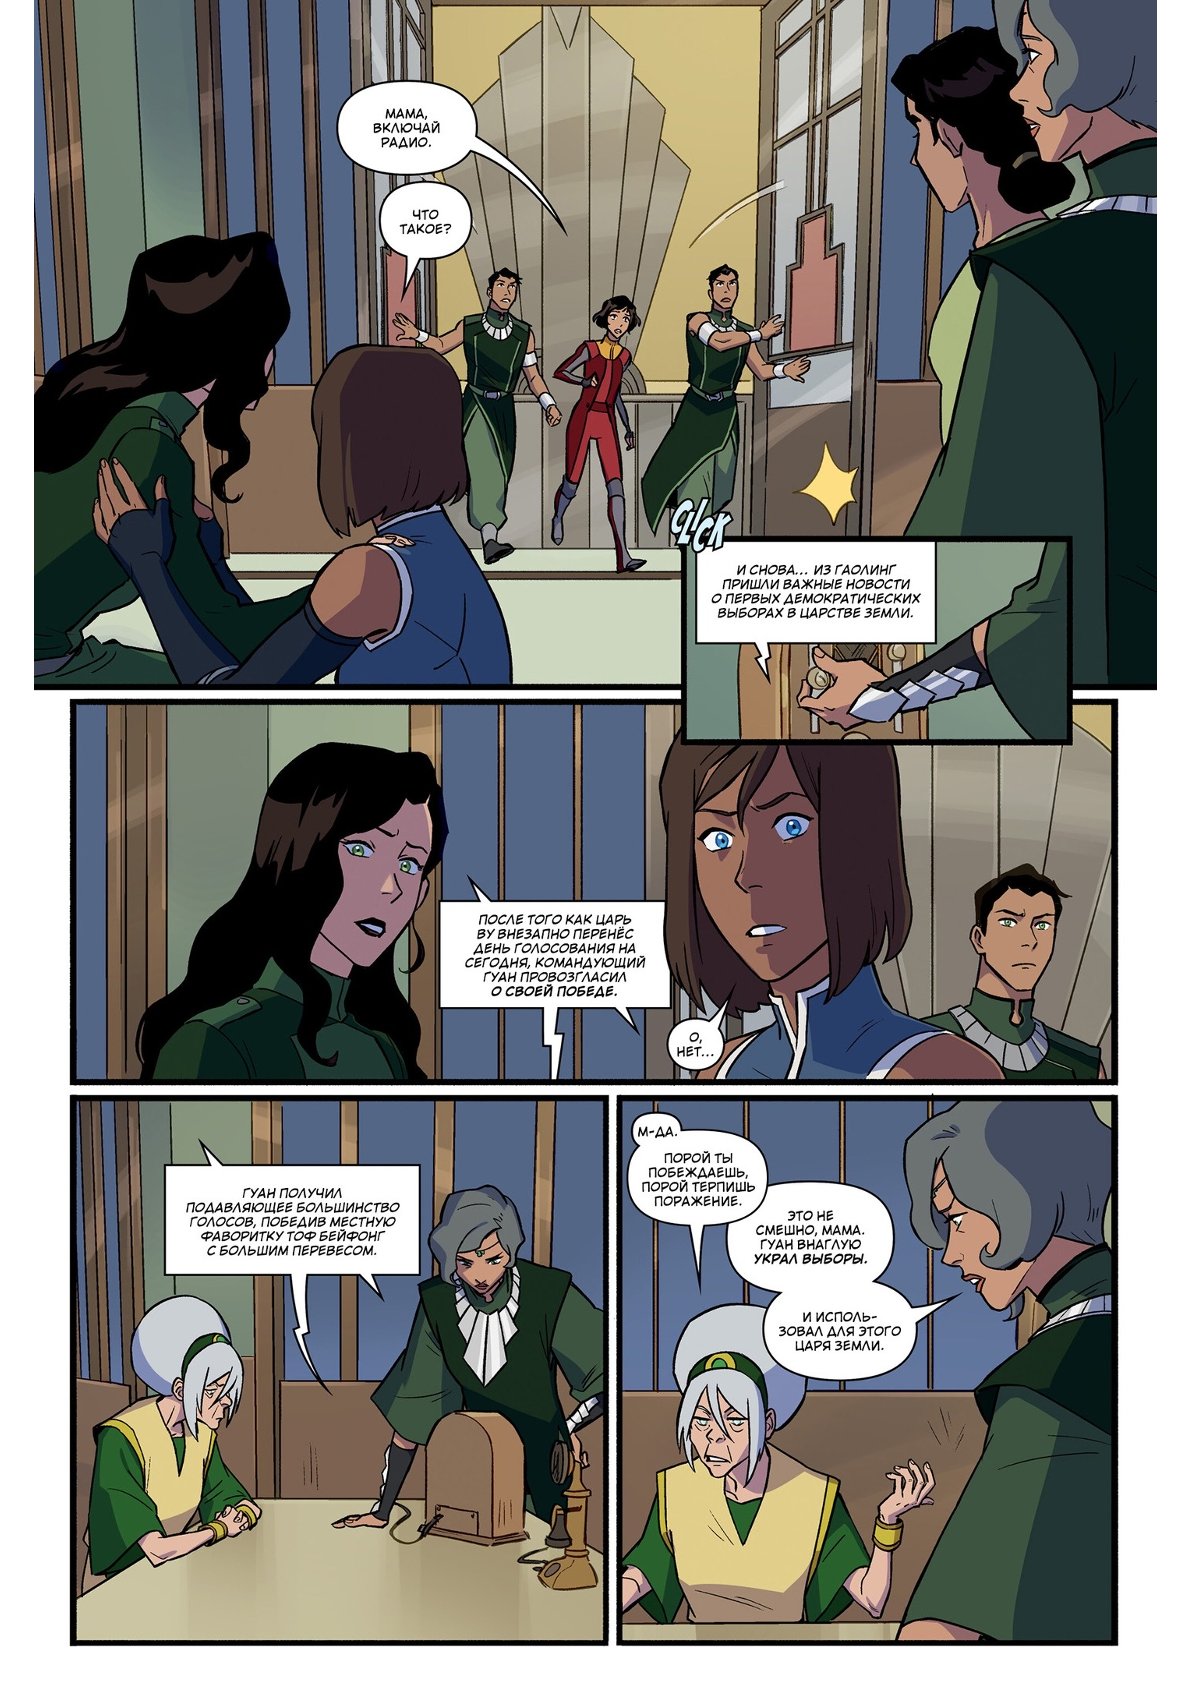 МАМА,
ВКЛЮЧАЙ
РАДИО.
ЧТО
ТАКОЕ?
CLICK
И СНОВА... ИЗ ГАОЛИНГ
ПРИШЛИ ВАЖНЫЕ НОВОСТИ
О ПЕРВЫХ ДЕМОКРАТИЧЕСКИХ
ВЫБОРАХ В ЦАРСТВЕ ЗЕМЛИ.
ПОСЛЕ ТОГО КАК ЦАРЬ
ВУ ВНЕЗАПНО ПЕРЕНЁС
ДЕНЬ ГОЛОСОВАНИЯ НА
СЕГОДНЯ, КОМАНДУЮЩИЙ
ГУАН ПРОВОЗГЛАСИЛ
О СВОЕЙ ПОБЕДЕ.
О,
НЕТ...
ГУАН ПОЛУЧИЛ
ПОДАВЛЯЮЩЕЕ БОЛЬШИНСТВО
ГОЛОСОВ, ПОБЕДИВ МЕСТНУЮ
ФАВОРИТКУ ТОФ БЕЙФОНГ
С БОЛЬШИМ ПЕРЕВЕСОМ.
М-ДА.
ПОРОЙ ТЫ
ПОБЕЖДАЕШЬ,
ПОРОЙ ТЕРПИШЬ
ПОРАЖЕНИЕ.
ЭТО НЕ
СМЕШНО, МАМА.
ГУАН ВНАГЛУЮ
УКРАЛ ВЫБОРЫ.
И ИСПОЛЬ-
ЗОВАЛ ДЛЯ ЭТОГО
ЦАРЯ ЗЕМЛИ.